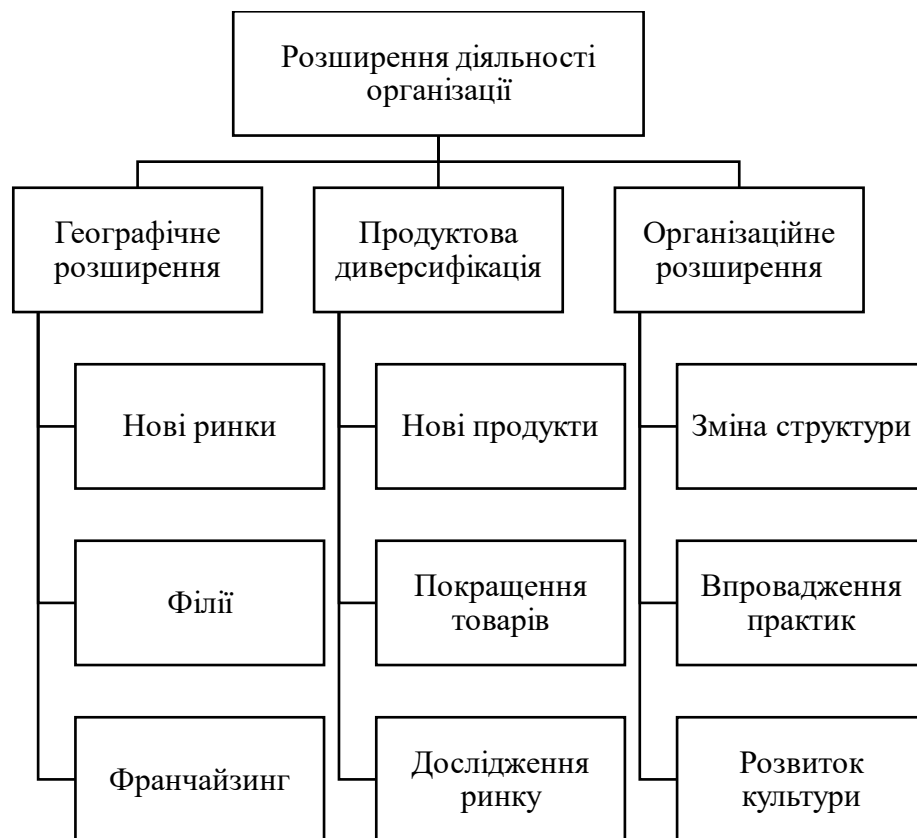 Розширення діяльності
організації
Географічне
розширення
Продуктова
диверсифікація
Організаційне
розширення
Нові ринки
Нові продукти
Зміна структури
Філії
Покращення
товарів
Впровадження
практик
Франчайзинг
Дослідження
ринку
Розвиток
культури